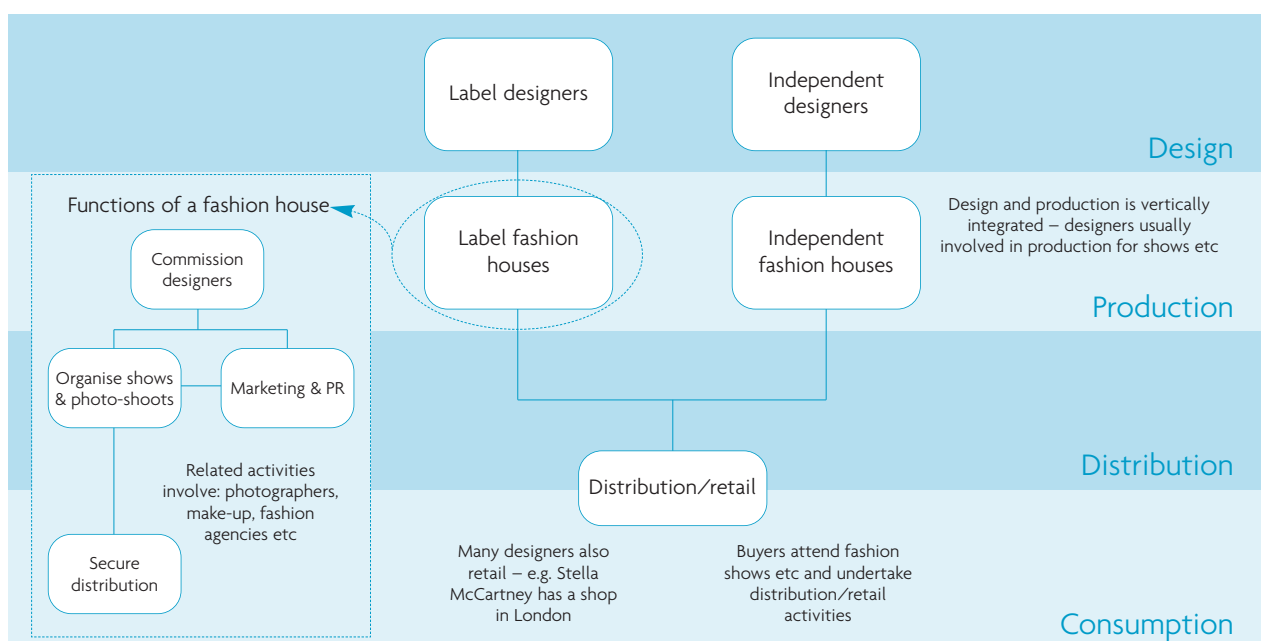 Label designers
Independent
designers
Design
Functions of a fashion house
Commission
designers
Organise shows
& photo-shoots
Marketing & PR
Related activities
involve: photographers,
make-up, fashion
agencies etc
Secure
distribution
Label fashion
houses
Independent
fashion houses
Design and production is vertically
integrated – designers usually
involved in production for shows etc
Production
Distribution
Distribution/retail
Many designers also
retail – e.g. Stella
McCartney has a shop
in London
Buyers attend fashion
shows etc and undertake
distribution/retail
activities
Consumption